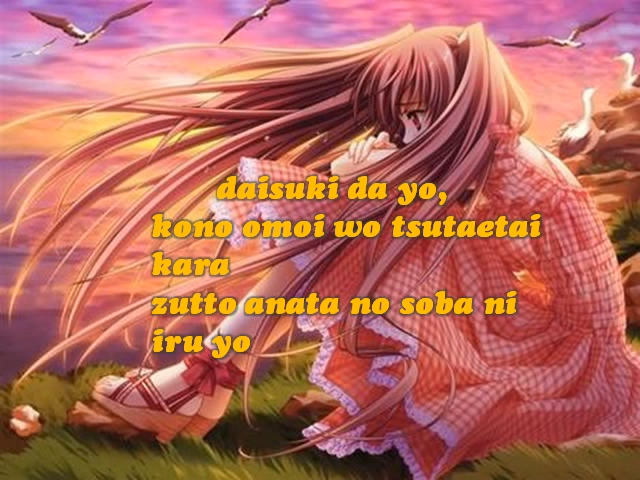 daisuki da yo,
kono omoi wo tsutaetai
kara
zutto anata no soba ni
iru yo